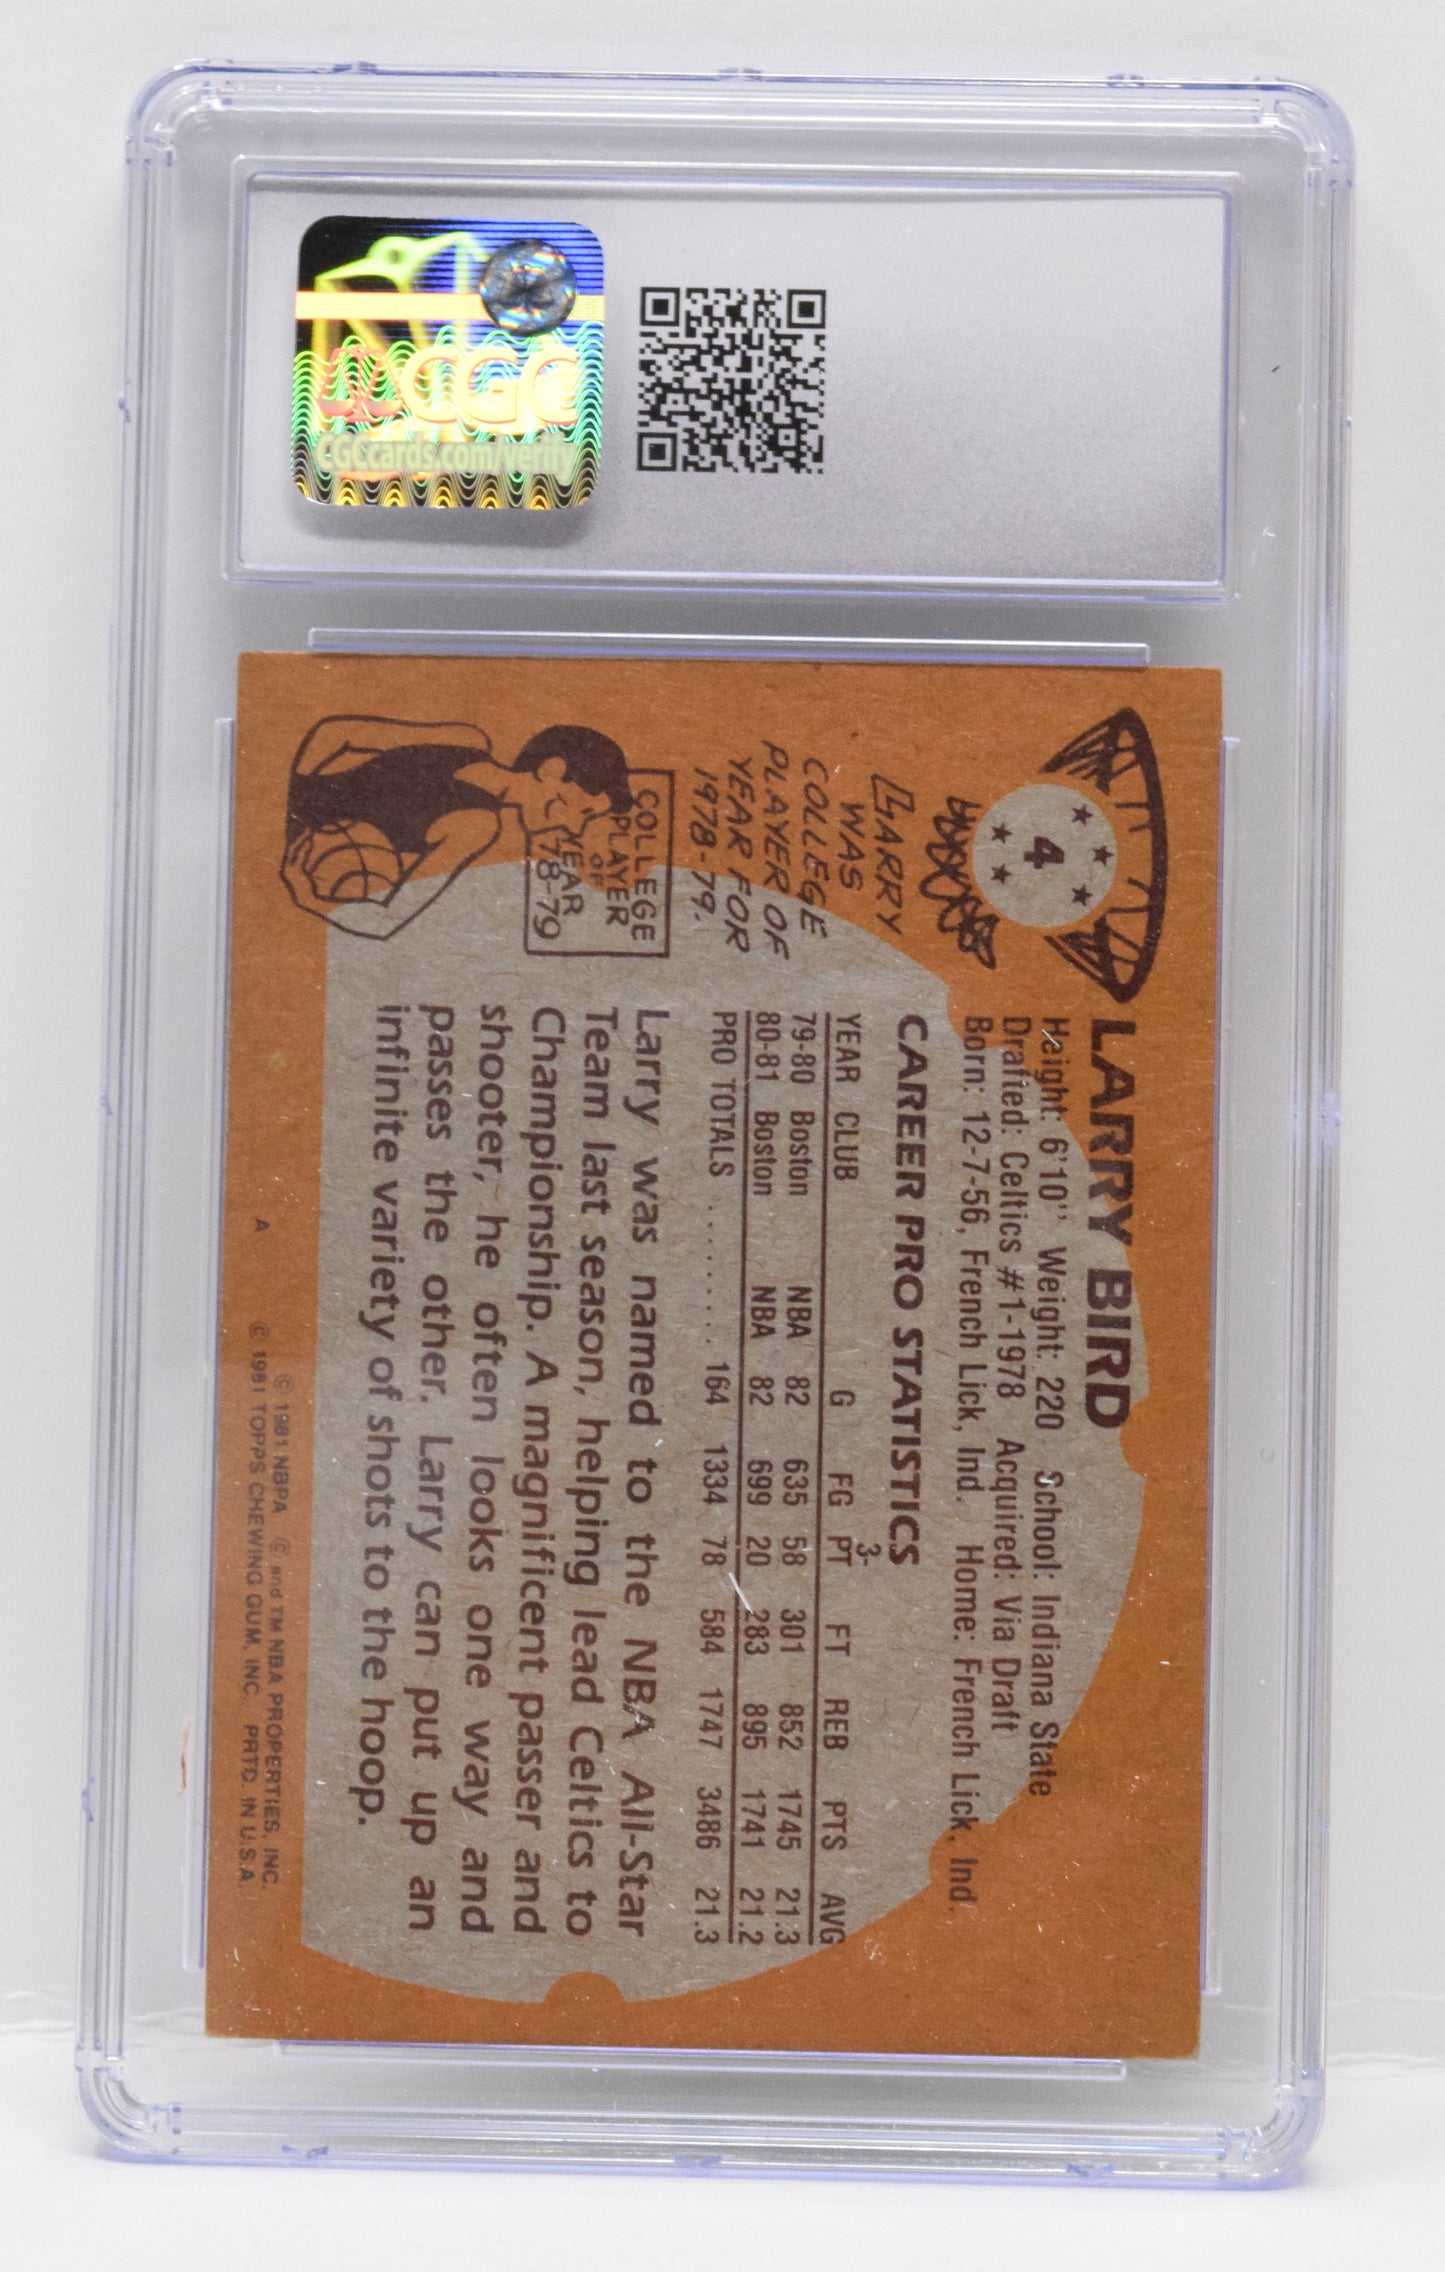 CGC
CGCcards.com/verify
4
LARRY BIRD
Height: 6'10" Weight: 220 School: Indiana State
Drafted: Celtics #1-1978 Acquired: Via Draft
Born: 12-7-56, French Lick, Ind. Home: French Lick, Ind.
CAREER PRO STATISTICS
3-
YEAR CLUB G FG PT FT REB PTS AVG
79-80 Boston NBA 82 635 58 301 852 1745 21.3
80-81 Boston NBA 82 699 20 283 895 1741 21.2
PRO TOTALS ......... 164 1334 78 584 1747 3486 21.3
Larry was named to the NBA All-Star
Team last season, helping lead Celtics to
Championship. A magnificent passer and
shooter, he often looks one way and
passes the other. Larry can put up an
infinite variety of shots to the hoop.
LARRY
WAS
COLLEGE
PLAYER OF
YEAR FOR
1978-79.
COLLEGE
PLAYER
OF
YEAR
'78-79
© 1981 NBPA © and TM NBA PROPERTIES, INC.
A © 1981 TOPPS CHEWING GUM, INC. PRTD. IN U.S.A.